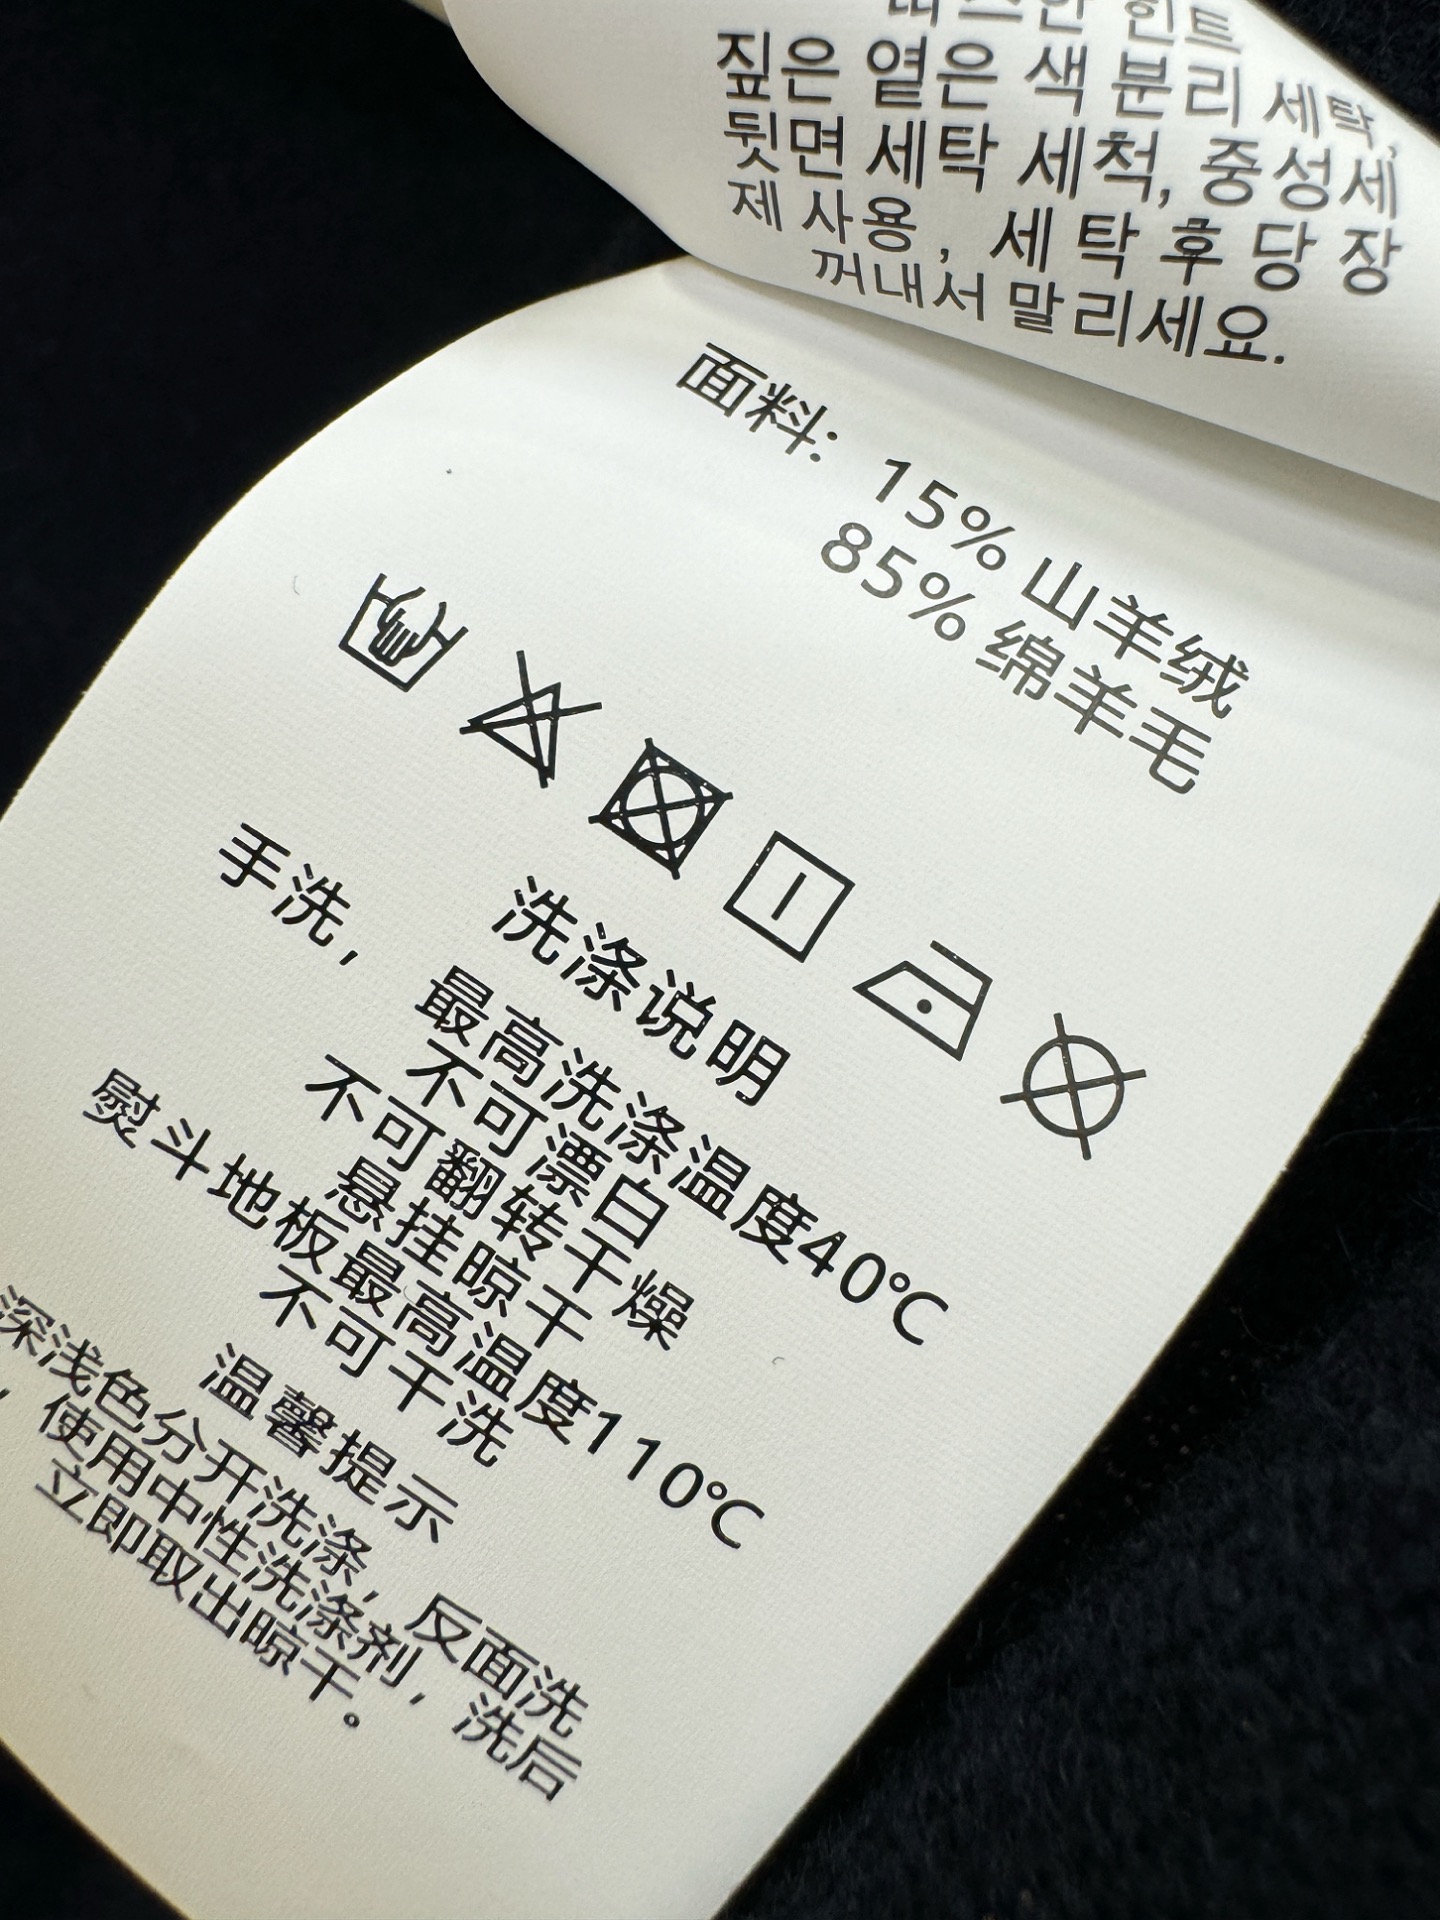 힌트
짚은 옅은 색 분리 세탁,
뒷면 세탁 세척, 중성세
제 사용, 세탁 후 당장
꺼내서 말리세요.
面料: 15% 山羊绒
85% 绵羊毛
洗涤说明
手洗, 最高洗涤温度40℃
不可漂白
不可翻转干燥
悬挂晾干
熨斗地板最高温度110℃
不可干洗
温馨提示
深浅色分开洗涤, 反面洗
, 使用中性洗涤剂, 洗后
立即取出晾干。